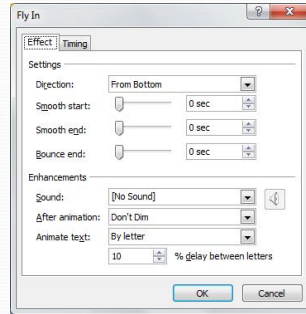 Fly In
Effect Timing
Settings
Direction: From Bottom
Smooth start: 0 sec
Smooth end: 0 sec
Bounce end: 0 sec
Enhancements
Sound: [No Sound]
After animation: Don't Dim
Animate text: By letter
10 % delay between letters
OK Cancel